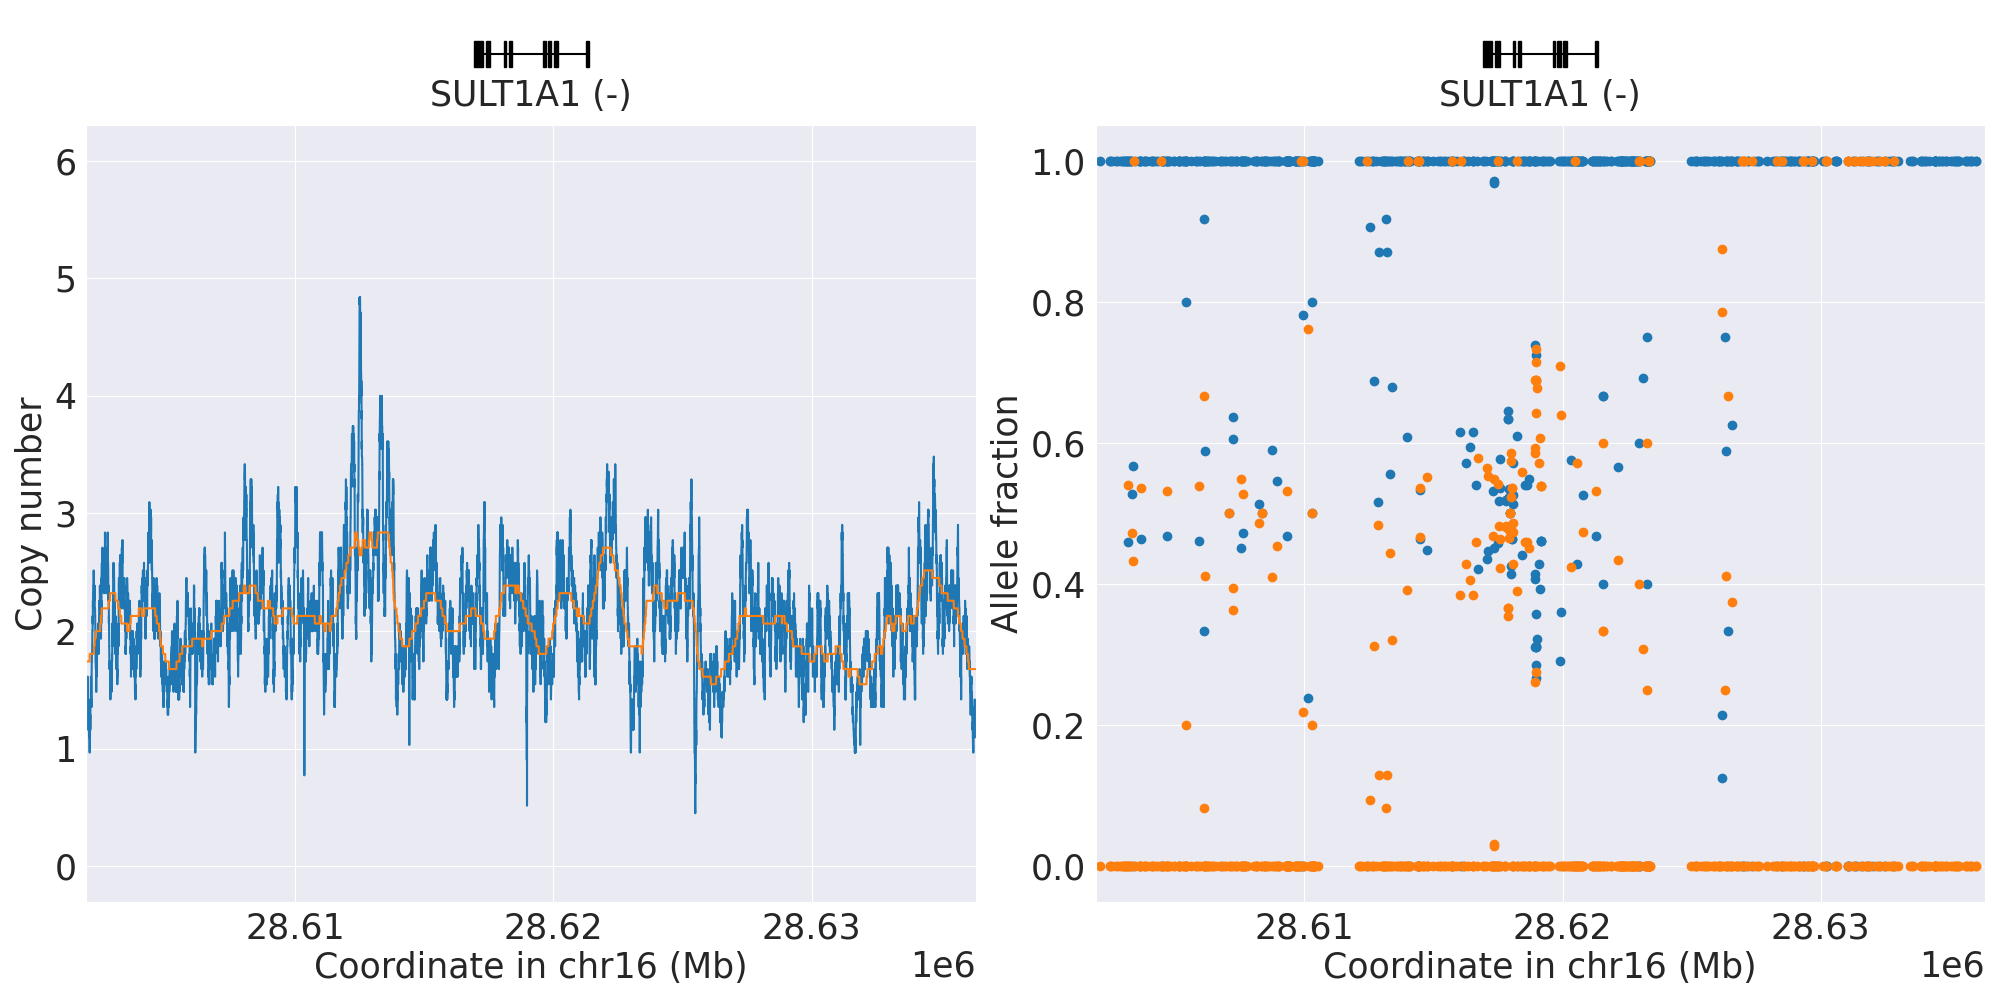 SULT1A1 (-)
Copy number
6
5
4
3
2
1
0
28.61
28.62
28.63
Coordinate in chr16 (Mb)
1e6
SULT1A1 (-)
Allele fraction
1.0
0.8
0.6
0.4
0.2
0.0
28.61
28.62
28.63
Coordinate in chr16 (Mb)
1e6